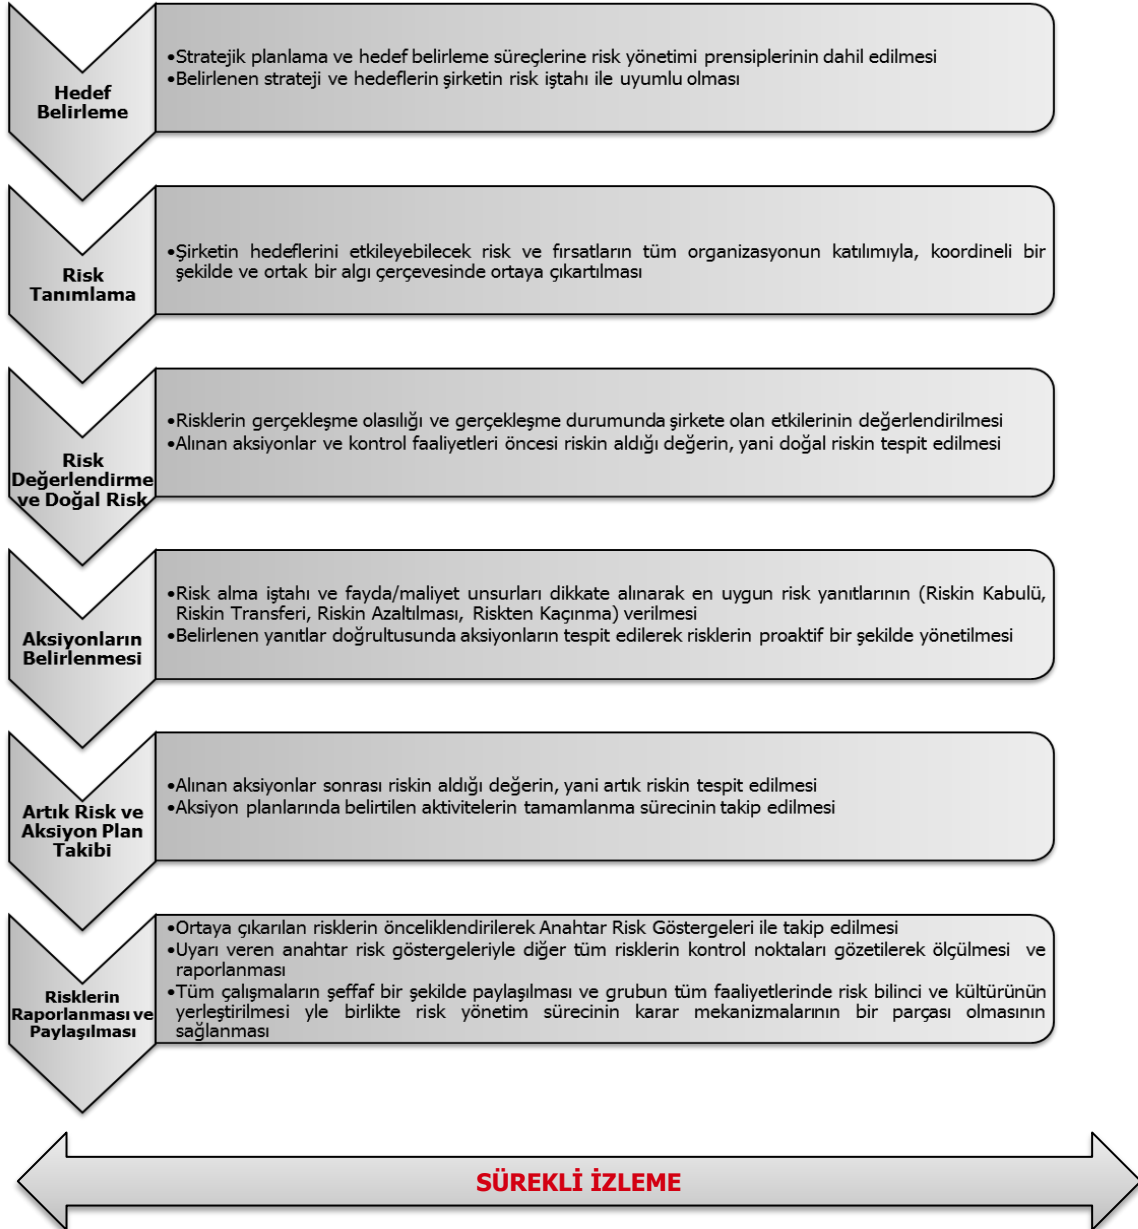 Hedef
Belirleme
•Stratejik planlama ve hedef belirleme süreçlerine risk yönetimi prensiplerinin dahil edilmesi
•Belirlenen strateji ve hedeflerin şirketin risk iştahı ile uyumlu olması
Risk
Tanımlama
•Şirketin hedeflerini etkileyebilecek risk ve fırsatların tüm organizasyonun katılımıyla, koordineli bir
şekilde ve ortak bir algı çerçevesinde ortaya çıkartılması
Risk
Değerlendirme
ve Doğal Risk
•Risklerin gerçekleşme olasılığı ve gerçekleşme durumunda şirkete olan etkilerinin değerlendirilmesi
•Alınan aksiyonlar ve kontrol faaliyetleri öncesi riskin aldığı değerin, yani doğal riskin tespit edilmesi
Aksiyonların
Belirlenmesi
•Risk alma iştahı ve fayda/maliyet unsurları dikkate alınarak en uygun risk yanıtlarının (Riskin Kabulü,
Riskin Transferi, Riskin Azaltılması, Riskten Kaçınma) verilmesi
•Belirlenen yanıtlar doğrultusunda aksiyonların tespit edilerek risklerin proaktif bir şekilde yönetilmesi
Artık Risk ve
Aksiyon Plan
Takibi
•Alınan aksiyonlar sonrası riskin aldığı değerin, yani artık riskin tespit edilmesi
•Aksiyon planlarında belirtilen aktivitelerin tamamlanma sürecinin takip edilmesi
Risklerin
Raporlanması ve
Paylaşılması
•Ortaya çıkarılan risklerin önceliklendirilerek Anahtar Risk Göstergeleri ile takip edilmesi
•Uyarı veren anahtar risk göstergeleriyle diğer tüm risklerin kontrol noktaları gözetilerek ölçülmesi ve
raporlanması
•Tüm çalışmaların şeffaf bir şekilde paylaşılması ve grubun tüm faaliyetlerinde risk bilinci ve kültürünün
yerleştirilmesi yle birlikte risk yönetim sürecinin karar mekanizmalarının bir parçası olmasının
sağlanması
SÜREKLİ İZLEME